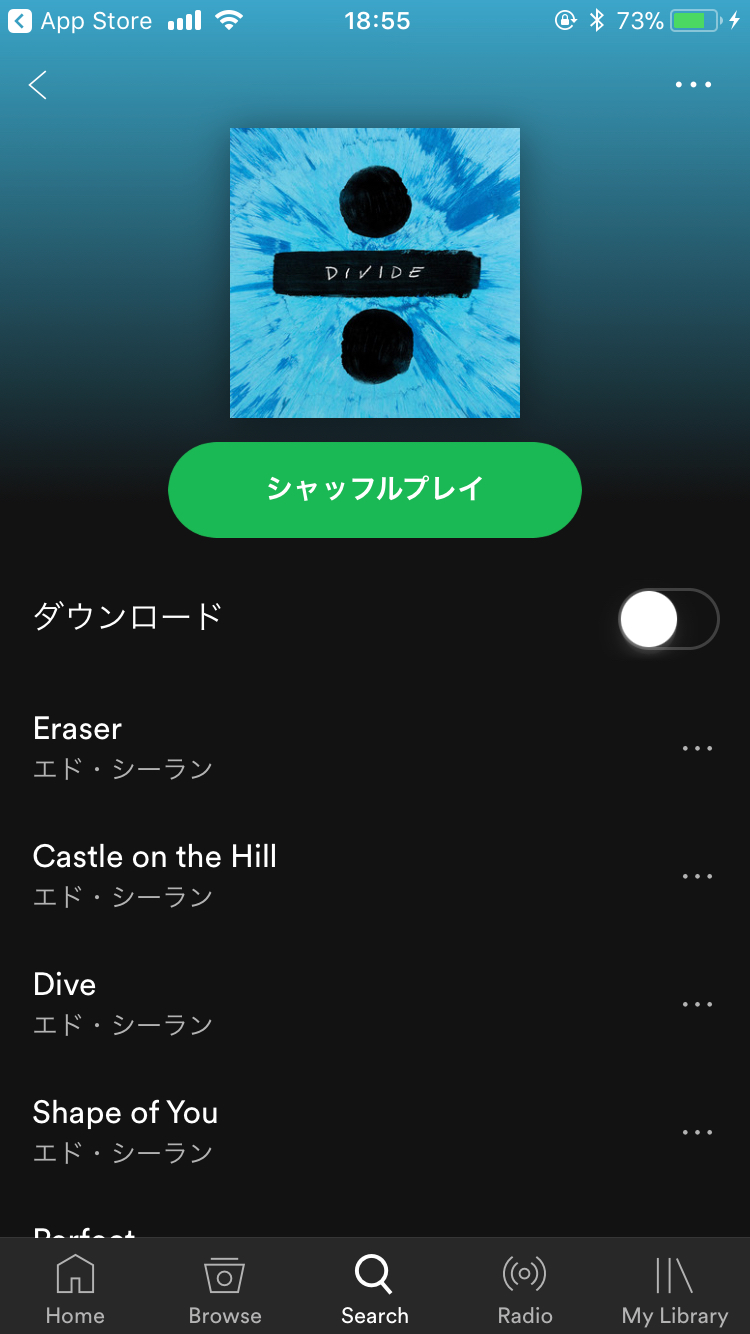 App Store 18:55 73%
DIVIDE
シャッフルプレイ
ダウンロード
Eraser
エド・シーラン
Castle on the Hill
エド・シーラン
Dive
エド・シーラン
Shape of You
エド・シーラン
Perfect
Home Browse Search Radio My Library